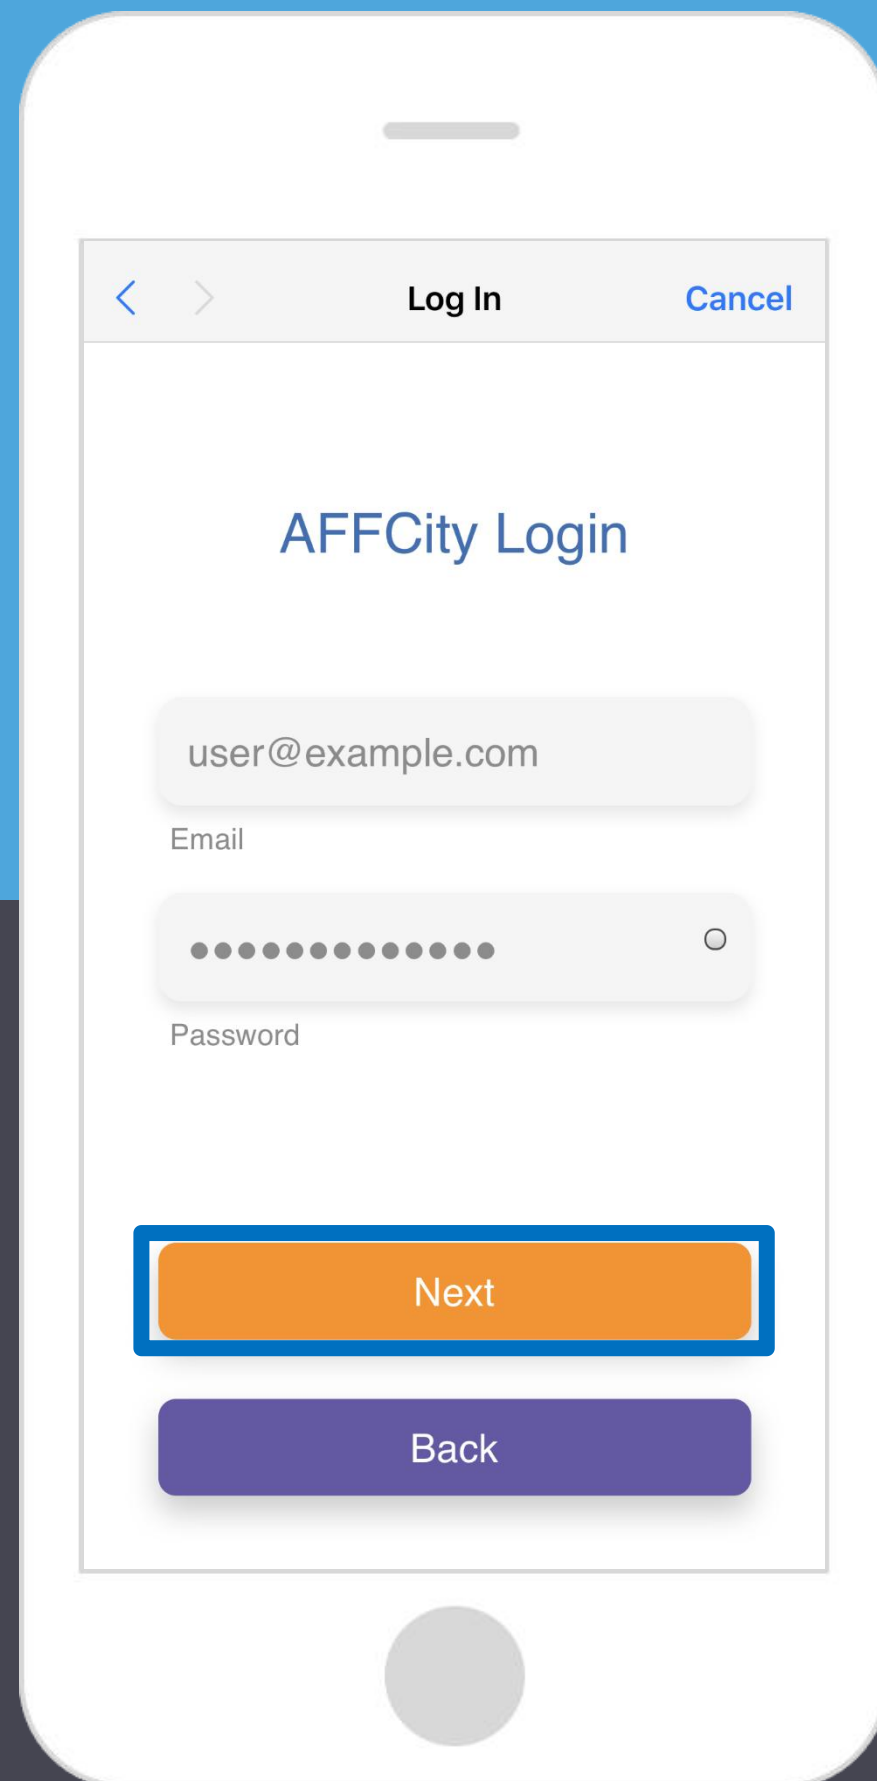 Log In Cancel
AFFCity Login
user@example.com
Email
•••••••••••••
Password
Next
Back